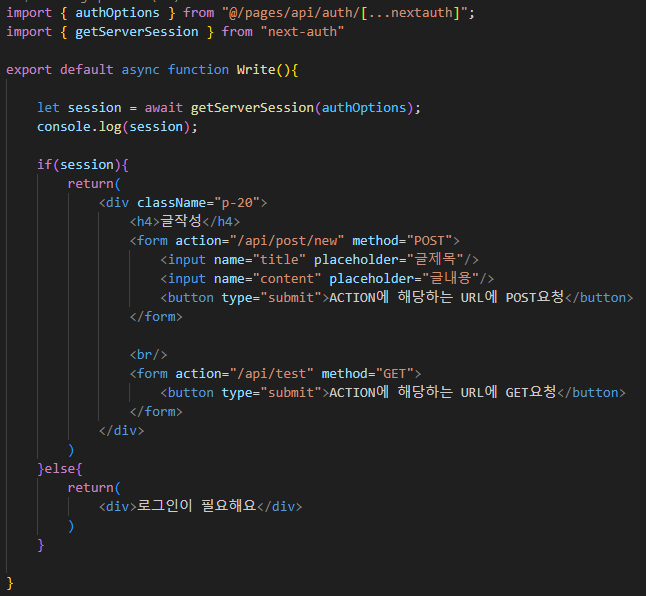 import { authOptions } from "@/pages/api/auth/[...nextauth]";
import { getServerSession } from "next-auth"
export default async function Write(){
let session = await getServerSession(authOptions);
console.log(session);
if(session){
return(
<div className="p-20">
<h4>글작성</h4>
<form action="/api/post/new" method="POST">
<input name="title" placeholder="글제목"/>
<input name="content" placeholder="글내용"/>
<button type="submit">ACTION에 해당하는 URL에 POST요청</button>
</form>
<br/>
<form action="/api/test" method="GET">
<button type="submit">ACTION에 해당하는 URL에 GET요청</button>
</form>
</div>
)
}else{
return(
<div>로그인이 필요해요</div>
)
}
}